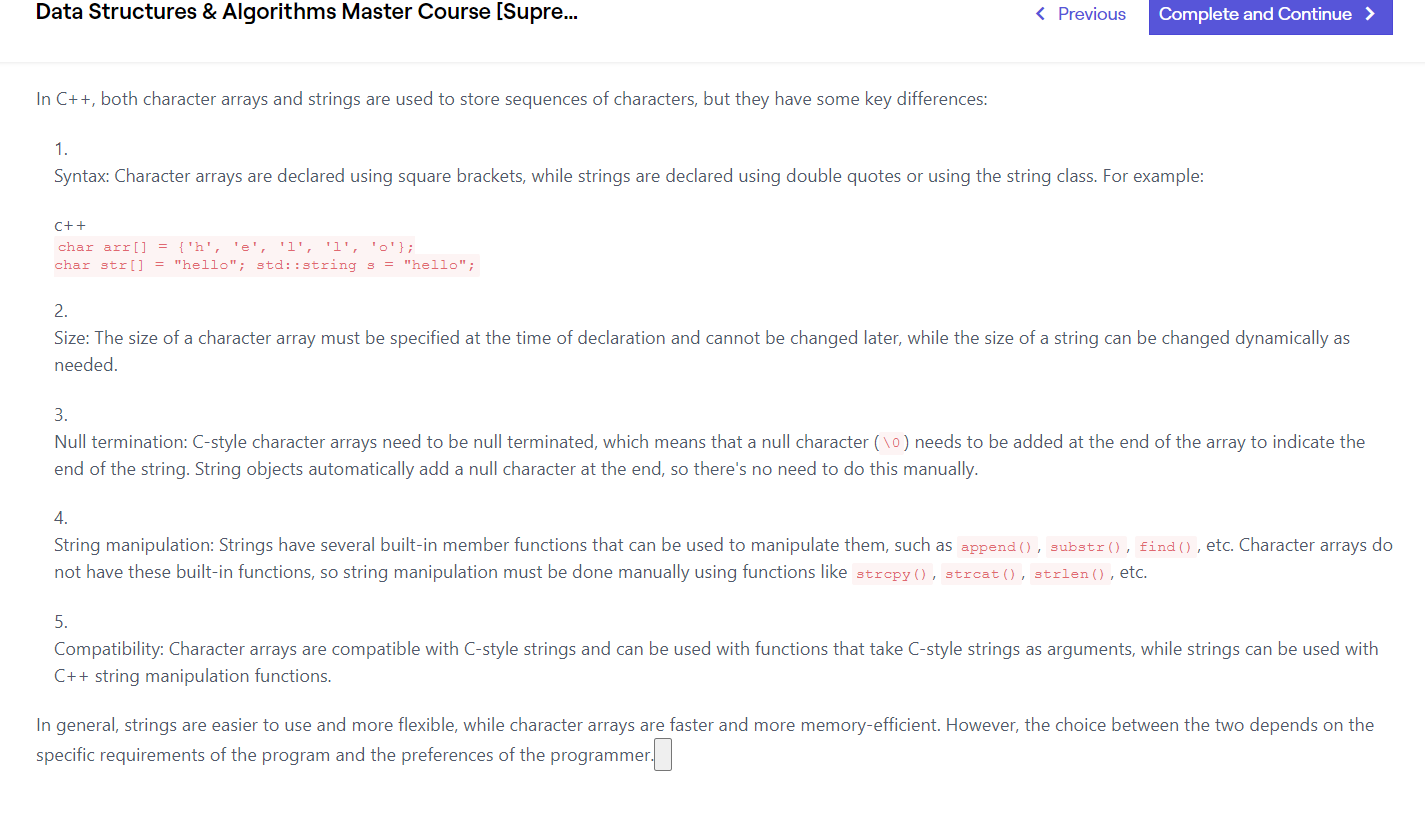 Data Structures & Algorithms Master Course [Supre...
Previous
Complete and Continue
In C++, both character arrays and strings are used to store sequences of characters, but they have some key differences:
1.
Syntax: Character arrays are declared using square brackets, while strings are declared using double quotes or using the string class. For example:
c++
char arr[] = {'h', 'e', 'l', 'l', 'o'};
char str[] = "hello"; std::string s = "hello";
2.
Size: The size of a character array must be specified at the time of declaration and cannot be changed later, while the size of a string can be changed dynamically as
needed.
3.
Null termination: C-style character arrays need to be null terminated, which means that a null character (\0) needs to be added at the end of the array to indicate the
end of the string. String objects automatically add a null character at the end, so there's no need to do this manually.
4.
String manipulation: Strings have several built-in member functions that can be used to manipulate them, such as append(), substr(), find(), etc. Character arrays do
not have these built-in functions, so string manipulation must be done manually using functions like strcpy(), strcat(), strlen(), etc.
5.
Compatibility: Character arrays are compatible with C-style strings and can be used with functions that take C-style strings as arguments, while strings can be used with
C++ string manipulation functions.
In general, strings are easier to use and more flexible, while character arrays are faster and more memory-efficient. However, the choice between the two depends on the
specific requirements of the program and the preferences of the programmer.